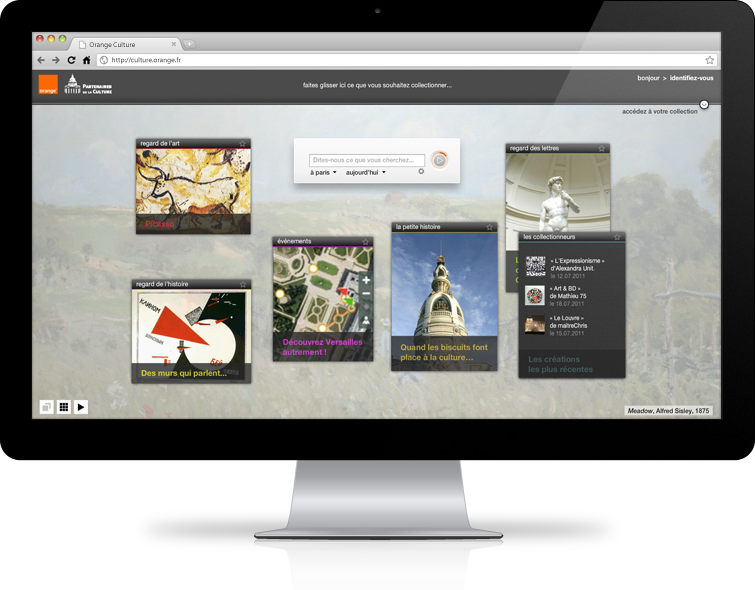 Orange Culture
http://culture.orange.fr
orange
PARTENAIRES
DE LA CULTURE
faites glisser ici ce que vous souhaitez collectionner...
bonjour > identifiez-vous
accédez à votre collection
regard de l'art
Picasso
Dites-nous ce que vous cherchez...
à paris
aujourd'hui
regard des lettres
événements
Découvrez Versailles
autrement !
la petite histoire
Quand les biscuits font
place à la culture...
les collectionneurs
« L'Expressionisme »
d'Alexandra Unit.
le 12.07.2011
« Art & BD »
de Mathieu 75
le 18.07.2011
« Le Louvre »
de maîtreChris
le 10.07.2011
Les créations
les plus récentes
regard de l'histoire
Des murs qui parlent...
Meadow, Alfred Sisley, 1875